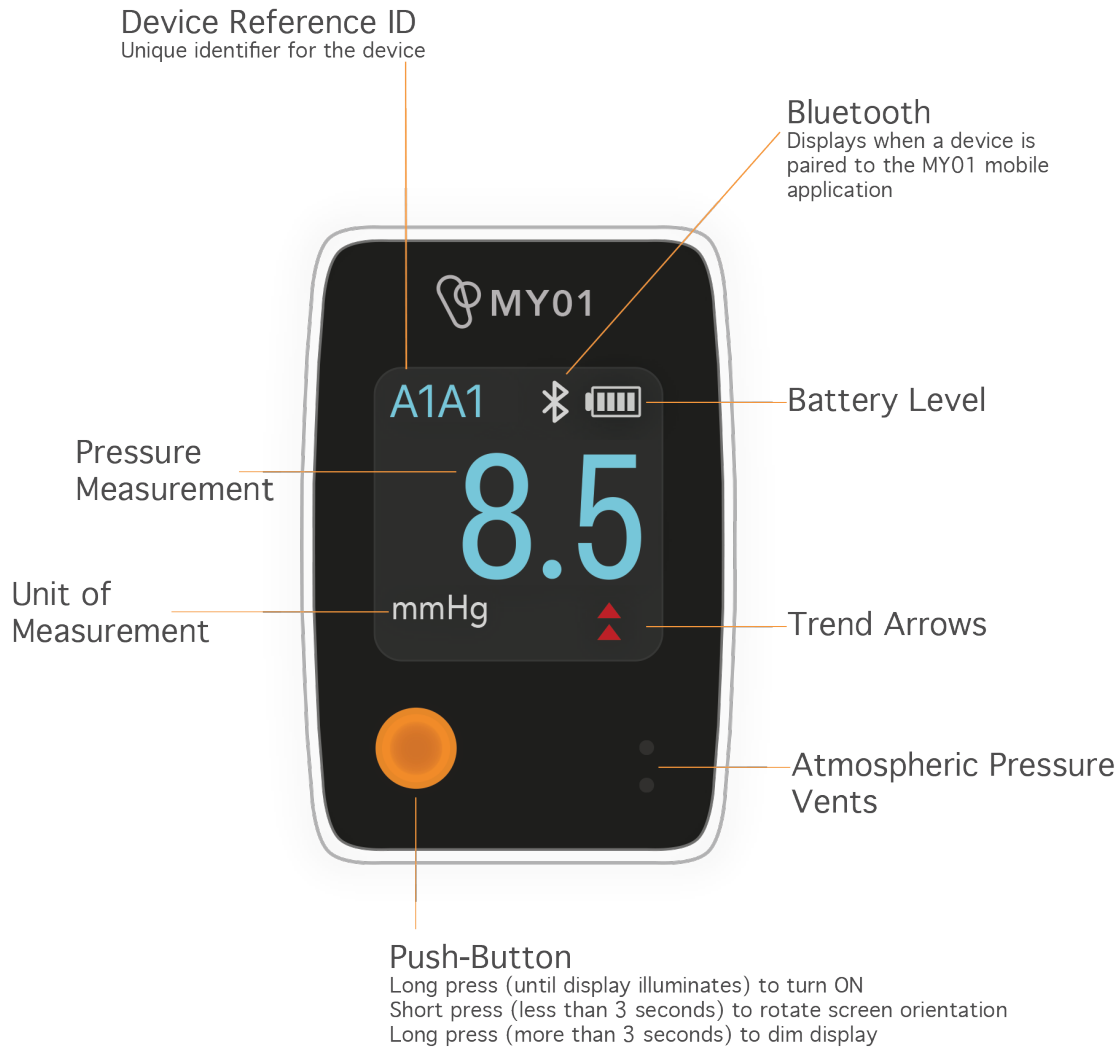 Device Reference ID
Unique identifier for the device
Bluetooth
Displays when a device is
paired to the MY01 mobile
application
MY01
A1A1
Battery Level
Pressure
Measurement
8.5
Unit of
Measurement
mmHg
Trend Arrows
Atmospheric Pressure
Vents
Push-Button
Long press (until display illuminates) to turn ON
Short press (less than 3 seconds) to rotate screen orientation
Long press (more than 3 seconds) to dim display